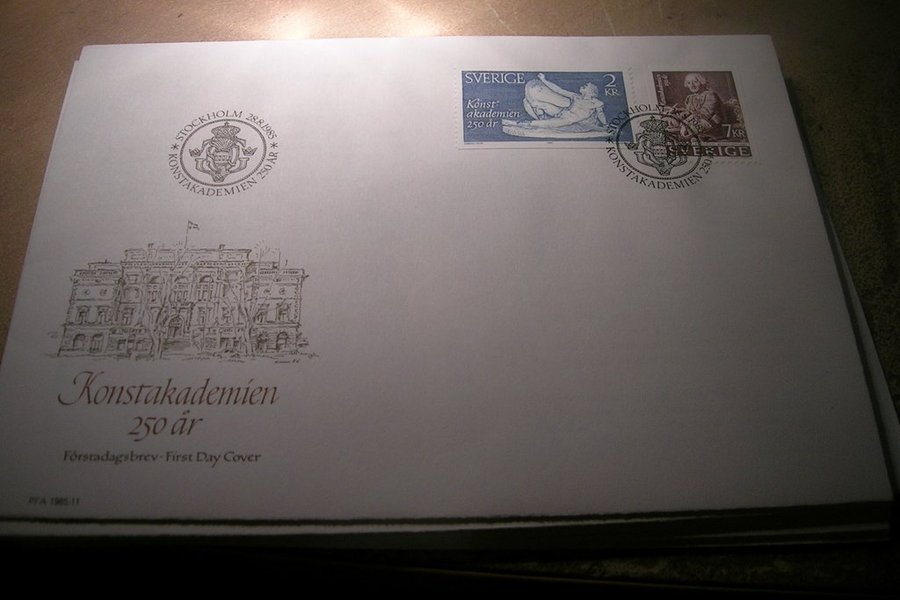 STOCKHOLM 28.8.1985
KONSTAKADEMIEN 250 ÅR
SVERIGE
2
KR
Konst-
akademien
250 år
7 KR
SVERIGE
STOCKHOLM
KONSTAKADEMIEN 250
Konstakademien
250 år
Förstadagsbrev · First Day Cover
PFA 1985:11